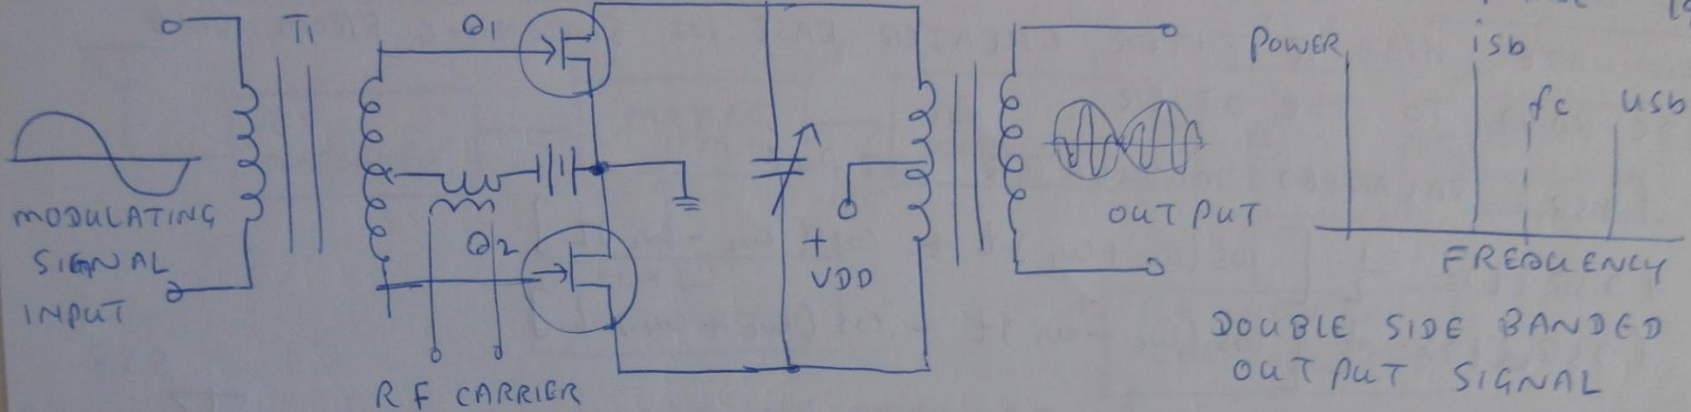 T1
Q1
Q2
MODULATING
SIGNAL
INPUT
RF CARRIER
+
VDD
OUTPUT
POWER
isb
fc
usb
FREQUENCY
DOUBLE SIDE BANDED
OUTPUT SIGNAL